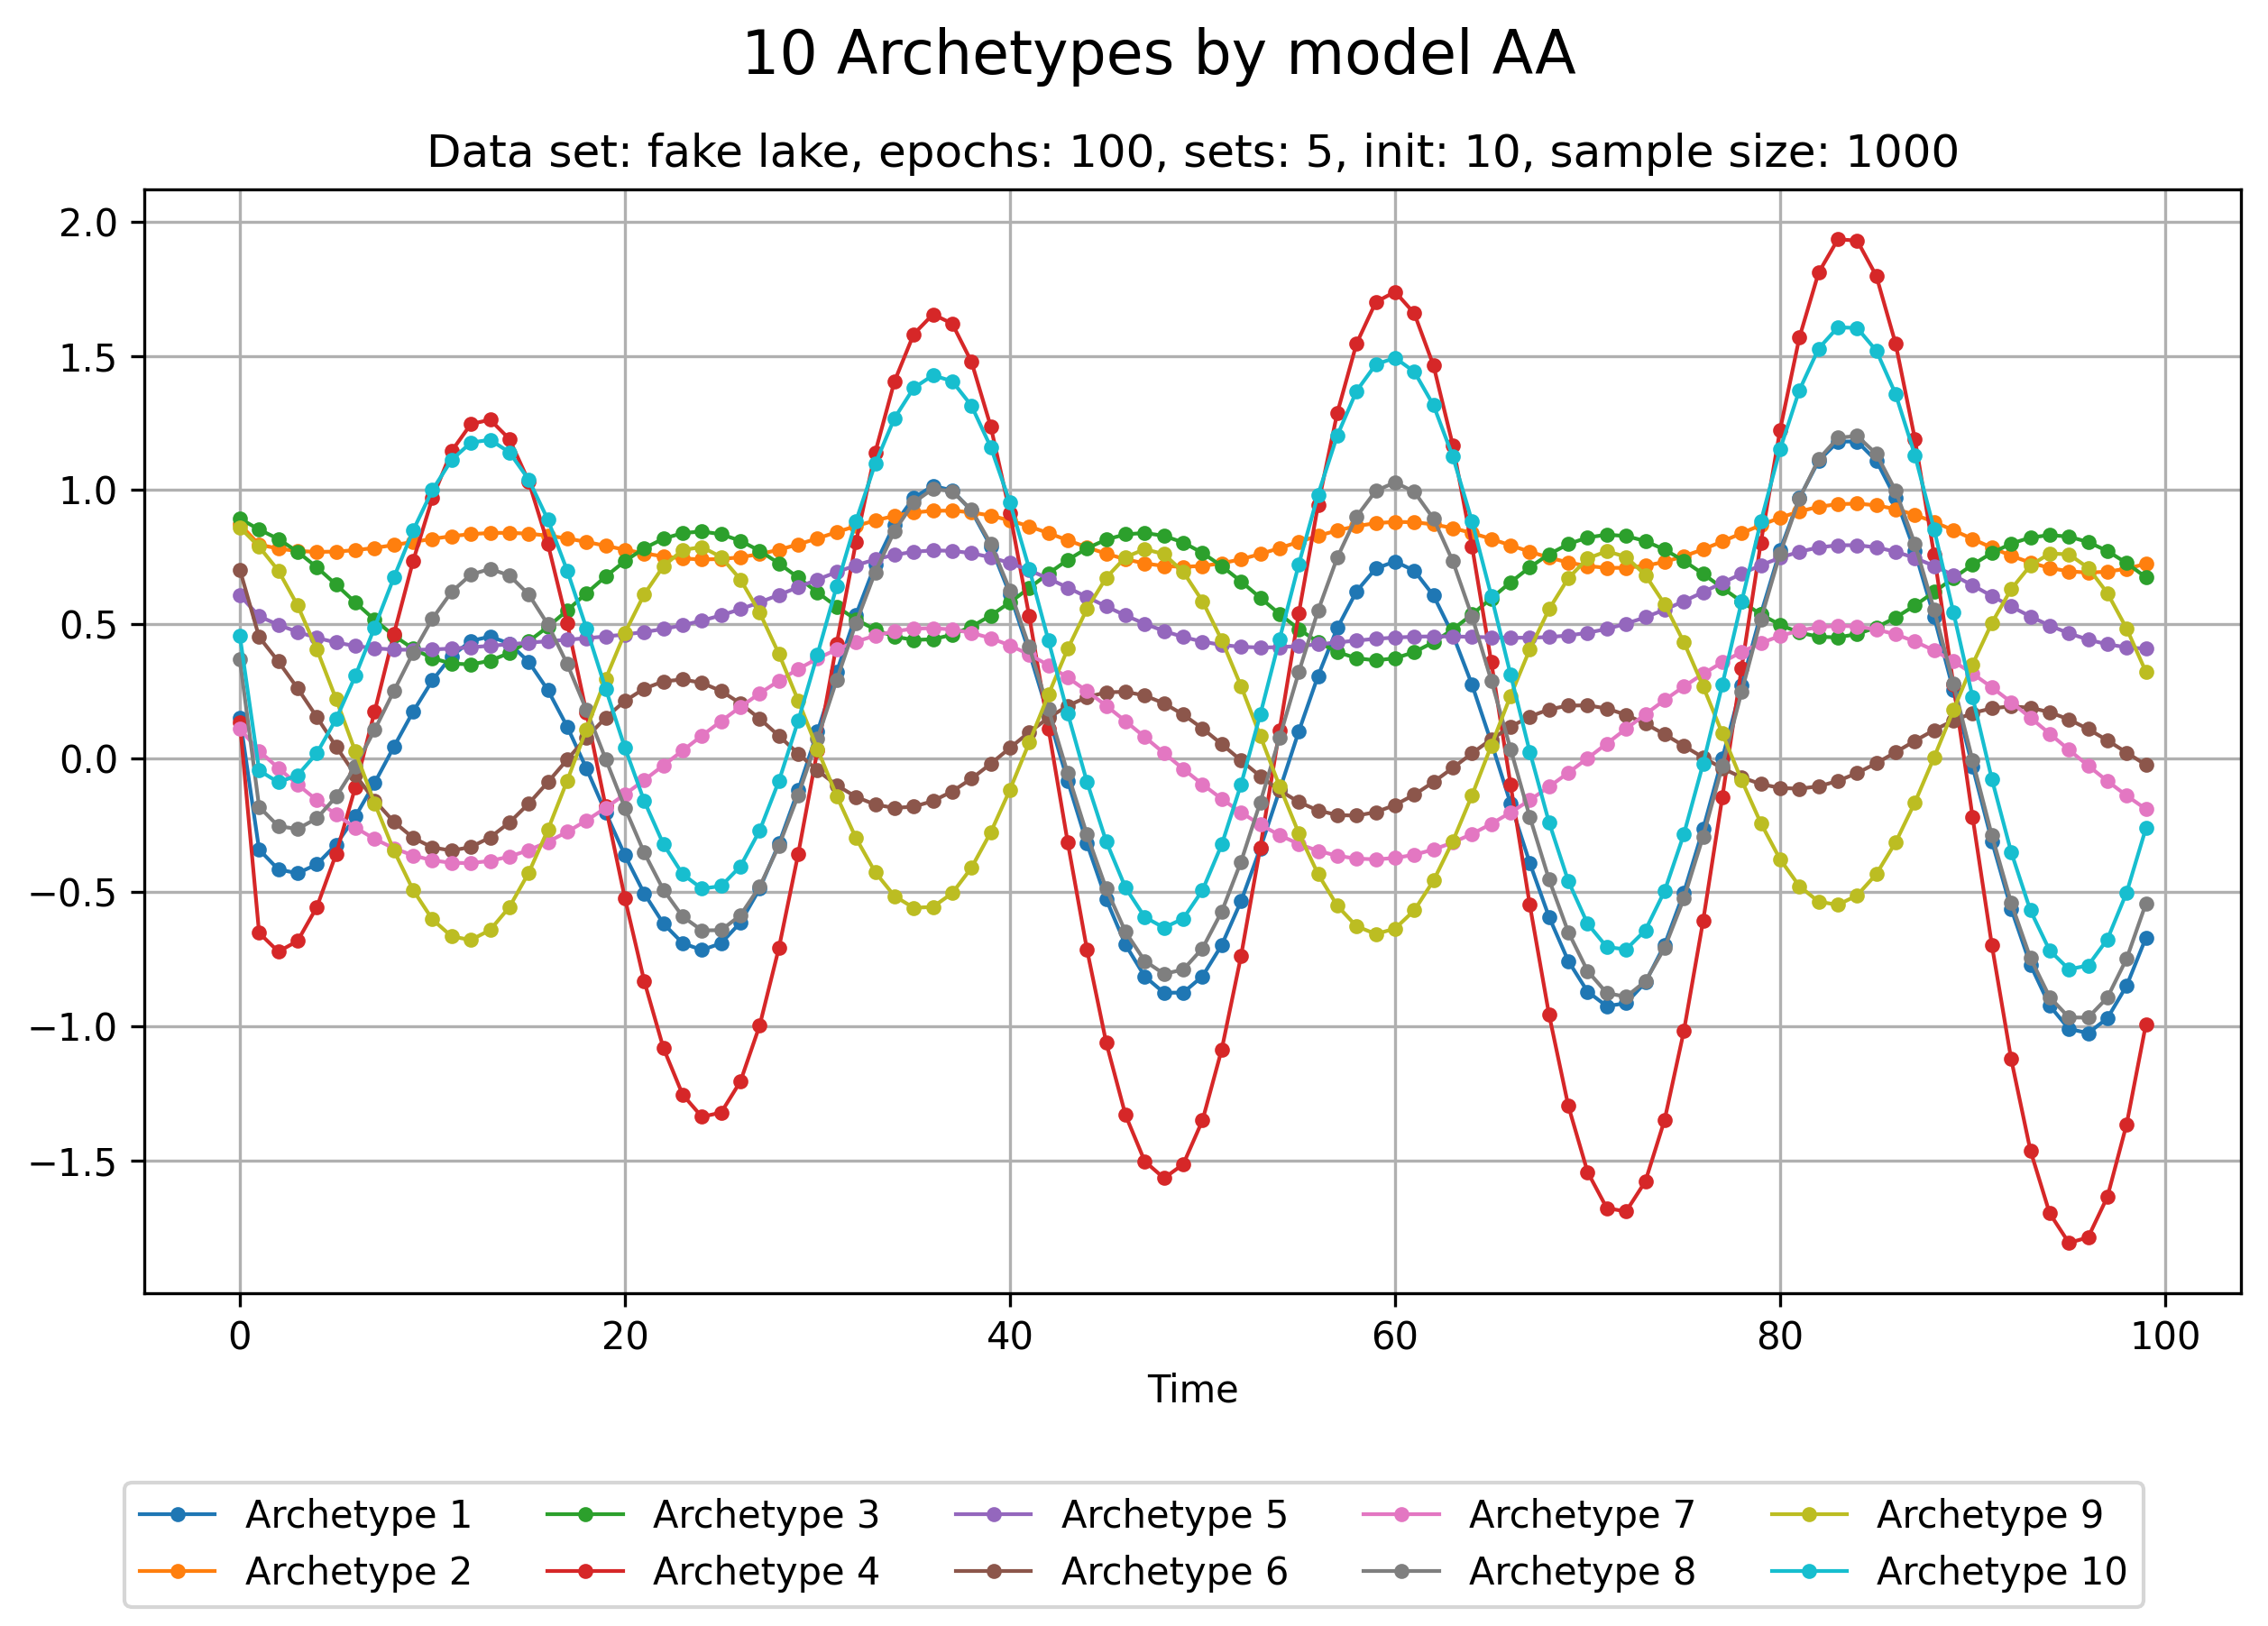 10 Archetypes by model AA
Data set: fake lake, epochs: 100, sets: 5, init: 10, sample size: 1000
2.0
1.5
1.0
0.5
0.0
−0.5
−1.0
−1.5
0 20 40 60 80 100
Time
Archetype 1 Archetype 3 Archetype 5 Archetype 7 Archetype 9
Archetype 2 Archetype 4 Archetype 6 Archetype 8 Archetype 10